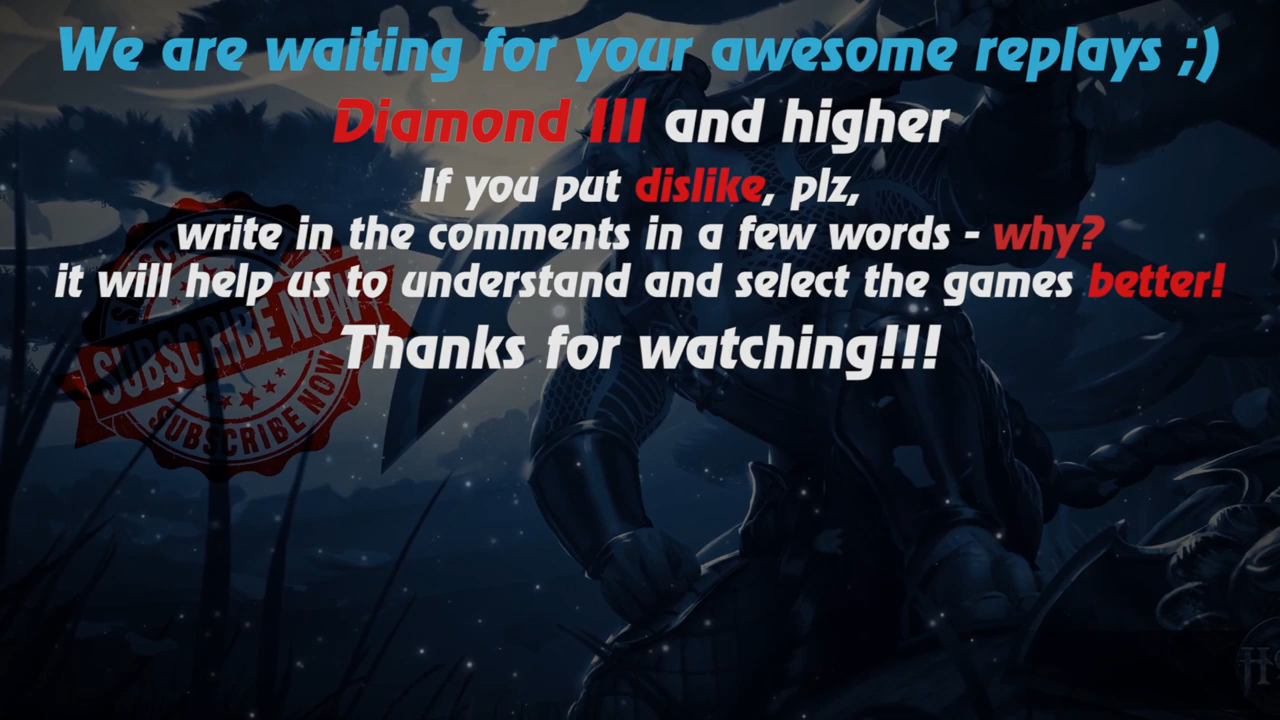 We are waiting for your awesome replays ;)
Diamond III and higher
If you put dislike, plz,
write in the comments in a few words - why?
it will help us to understand and select the games better!
Thanks for watching!!!
SUBSCRIBE NOW
SUBSCRIBE NOW